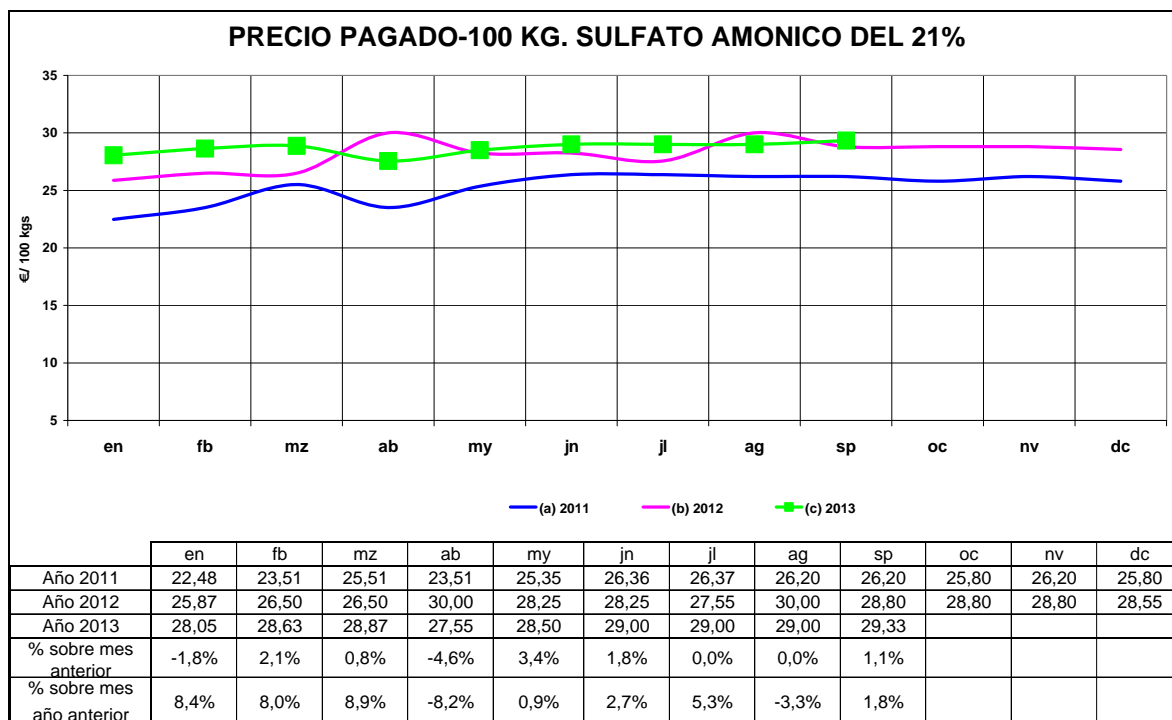 PRECIO PAGADO-100 KG. SULFATO AMONICO DEL 21%
35
30
25
20
15
10
5
€/ 100 kgs
en fb mz ab my jn jl ag sp oc nv dc
(a) 2011 (b) 2012 (c) 2013
en fb mz ab my jn jl ag sp oc nv dc
Año 2011 22,48 23,51 25,51 23,51 25,35 26,36 26,37 26,20 26,20 25,80 26,20 25,80
Año 2012 25,87 26,50 26,50 30,00 28,25 28,25 27,55 30,00 28,80 28,80 28,80 28,55
Año 2013 28,05 28,63 28,87 27,55 28,50 29,00 29,00 29,00 29,33
% sobre mes
anterior -1,8% 2,1% 0,8% -4,6% 3,4% 1,8% 0,0% 0,0% 1,1%
% sobre mes
año anterior 8,4% 8,0% 8,9% -8,2% 0,9% 2,7% 5,3% -3,3% 1,8%